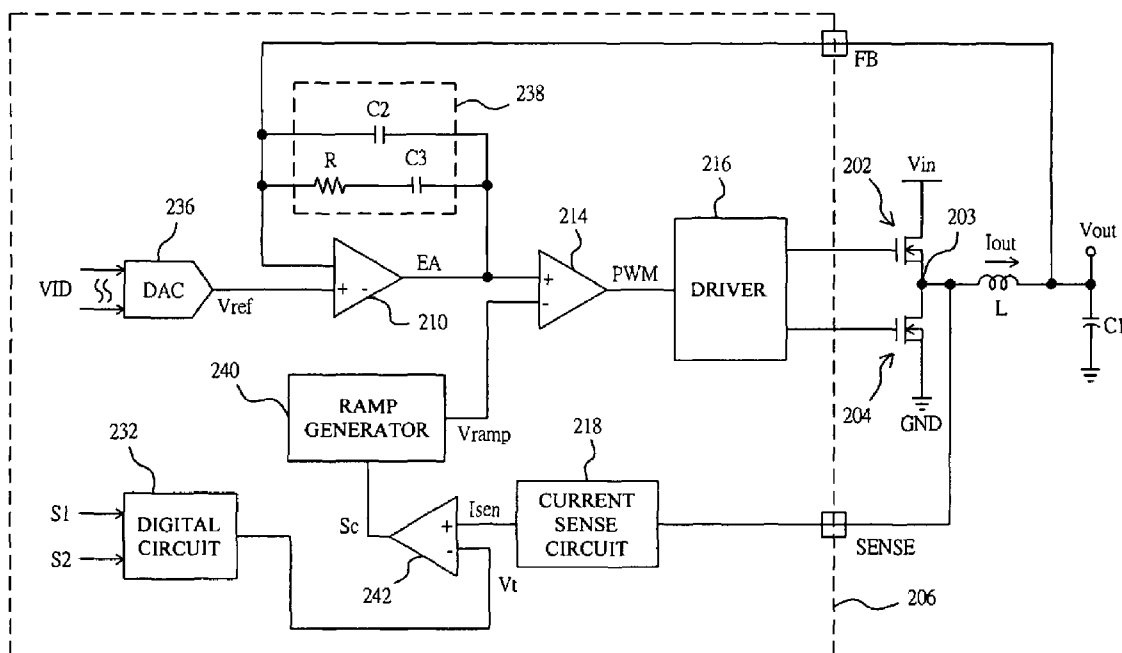 FB
238
C2
R
C3
202
Vin
216
203
214
236
Iout
Vout
VID
DAC
Vref
+
-
EA
210
+
-
PWM
DRIVER
L
C1
240
RAMP
GENERATOR
Vramp
204
GND
232
218
S1
S2
DIGITAL
CIRCUIT
Sc
+
-
Isen
CURRENT
SENSE
CIRCUIT
SENSE
242
Vt
206